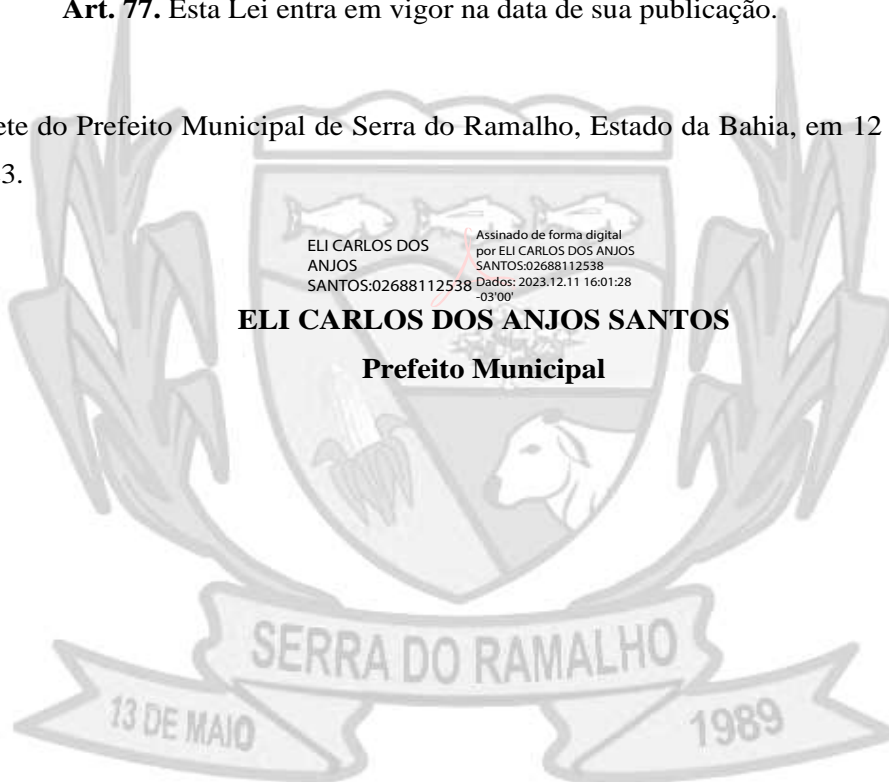 Art. 77. Esta Lei entra em vigor na data de sua publicação.
ete do Prefeito Municipal de Serra do Ramalho, Estado da Bahia, em 12
3.
ELI CARLOS DOS
ANJOS
SANTOS:02688112538
Assinado de forma digital
por ELI CARLOS DOS ANJOS
SANTOS:02688112538
Dados: 2023.12.11 16:01:28
-03'00'
ELI CARLOS DOS ANJOS SANTOS
Prefeito Municipal
SERRA DO RAMALHO
13 DE MAIO
1989